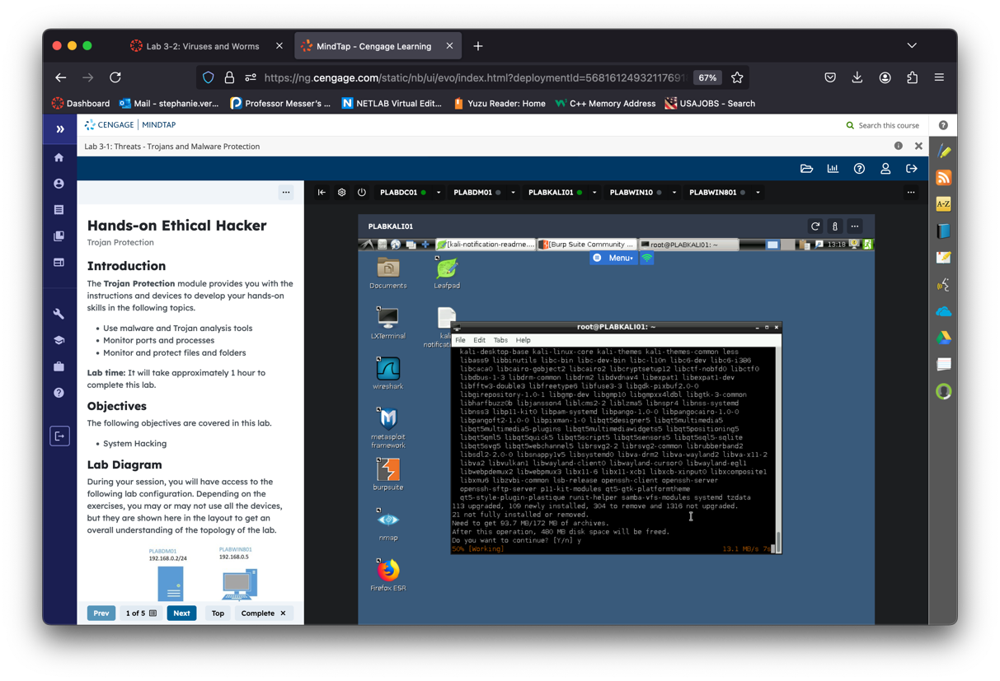 Lab 3-2: Viruses and Worms
MindTap - Cengage Learning
https://ng.cengage.com/static/nb/ui/evo/index.html?deploymentId=568161249321176918
67%
Dashboard
Mail - stephanie.ver...
Professor Messer's ...
NETLAB Virtual Edit...
Yuzu Reader: Home
C++ Memory Address
USAJOBS - Search
CENGAGE | MINDTAP
Search this course
Lab 3-1: Threats - Trojans and Malware Protection
PLABDC01
PLABDM01
PLABKALI01
PLABWIN10
PLABWIN801
Hands-on Ethical Hacker
Trojan Protection
Introduction
The Trojan Protection module provides you with the
instructions and devices to develop your hands-on
skills in the following topics.
• Use malware and Trojan analysis tools
• Monitor ports and processes
• Monitor and protect files and folders
Lab time: It will take approximately 1 hour to
complete this lab.
Objectives
The following objectives are covered in this lab.
• System Hacking
Lab Diagram
During your session, you will have access to the
following lab configuration. Depending on the
exercises, you may or may not use all the devices,
but they are shown here in the layout to get an
overall understanding of the topology of the lab.
PLABDM01
192.168.0.2/24
PLABWIN801
192.168.0.5
Prev
1 of 5
Next
Top
Complete
PLABKALI01
[kali-notification-readme....
[Burp Suite Community ...
root@PLABKALI01: ~
13:18
Menu
Documents
Leafpad
LXTerminal
kali
notificatio
wireshark
metasploit
framework
burpsuite
nmap
Firefox ESR
A-Z
root@PLABKALI01: ~
File Edit Tabs Help
kali-desktop-base kali-linux-core kali-themes kali-themes-common less
libass9 libbinutils libc-bin libc-dev-bin libc-l10n libc6-dev libc6-i386
libcaca0 libcairo-gobject2 libcairo2 libcryptsetup12 libctf-nobfd0 libctf0
libdbus-1-3 libdrm-common libdrm2 libdvdnav4 libexpat1 libexpat1-dev
libfftw3-double3 libfreetype6 libfuse3-3 libgdk-pixbuf2.0-0
libgirepository-1.0-1 libgmp-dev libgmp10 libgmpxx4ldbl libgtk-3-common
libharfbuzz0b libjansson4 liblcms2-2 liblzma5 libnspr4 libnss-systemd
libnss3 libp11-kit0 libpam-systemd libpango-1.0-0 libpangocairo-1.0-0
libpangoft2-1.0-0 libpixman-1-0 libqt5designer5 libqt5multimedia5
libqt5multimedia5-plugins libqt5multimediawidgets5 libqt5positioning5
libqt5qml5 libqt5quick5 libqt5script5 libqt5sensors5 libqt5sql5-sqlite
libqt5svg5 libqt5webchannel5 librsvg2-2 librsvg2-common librubberband2
libsdl2-2.0-0 libsnappy1v5 libsystemd0 libva-drm2 libva-wayland2 libva-x11-2
libva2 libvulkan1 libwayland-client0 libwayland-cursor0 libwayland-egl1
libwebpdemux2 libwebpmux3 libx11-6 libx11-xcb1 libxcb-xinput0 libxcomposite1
libxmu6 libzvbi-common lsb-release openssh-client openssh-server
openssh-sftp-server p11-kit-modules qt5-gtk-platformtheme
qt5-style-plugin-plastique runit-helper samba-vfs-modules systemd tzdata
113 upgraded, 109 newly installed, 304 to remove and 1316 not upgraded.
21 not fully installed or removed.
Need to get 93.7 MB/172 MB of archives.
After this operation, 480 MB disk space will be freed.
Do you want to continue? [Y/n] y
50% [Working]
13.1 MB/s 7s